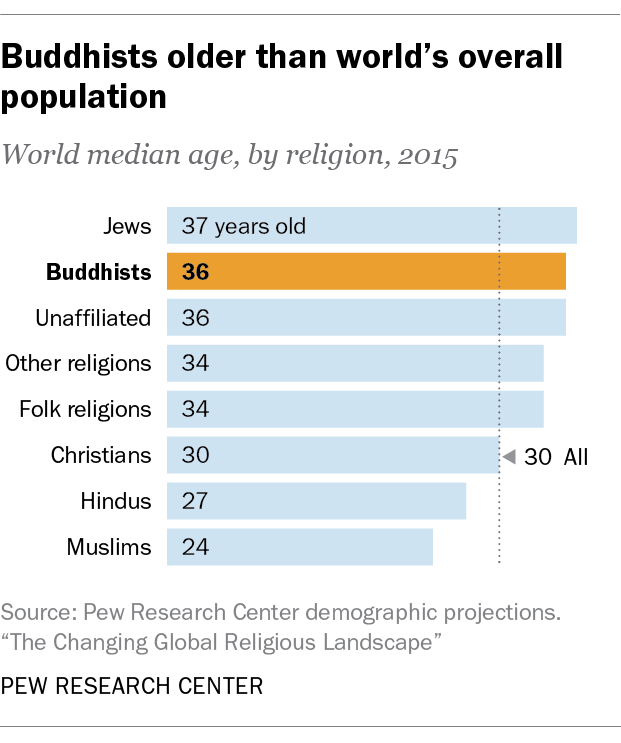 Buddhists older than world’s overall
population
World median age, by religion, 2015
Jews 37 years old
Buddhists 36
Unaffiliated 36
Other religions 34
Folk religions 34
Christians 30 30 All
Hindus 27
Muslims 24
Source: Pew Research Center demographic projections.
“The Changing Global Religious Landscape”
PEW RESEARCH CENTER